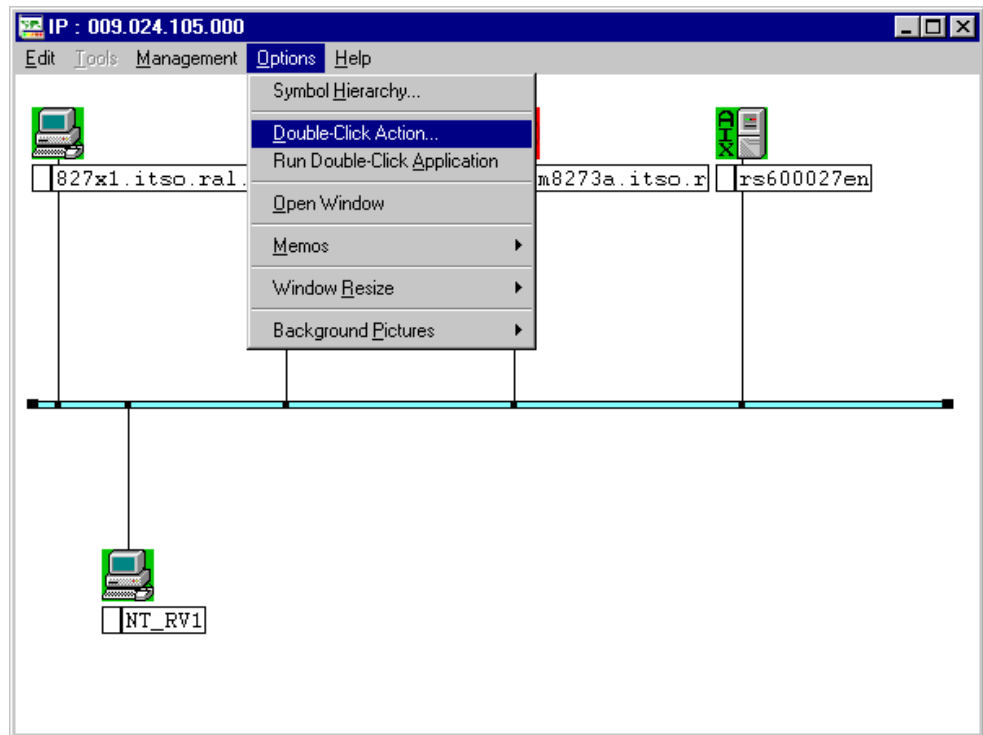 IP : 009.024.105.000
Edit Tools Management Options Help
Symbol Hierarchy...
Double-Click Action...
Run Double-Click Application
Open Window
Memos
Window Resize
Background Pictures
AIX
827x1.itso.ral.
m8273a.itso.r
rs600027en
NT_RV1